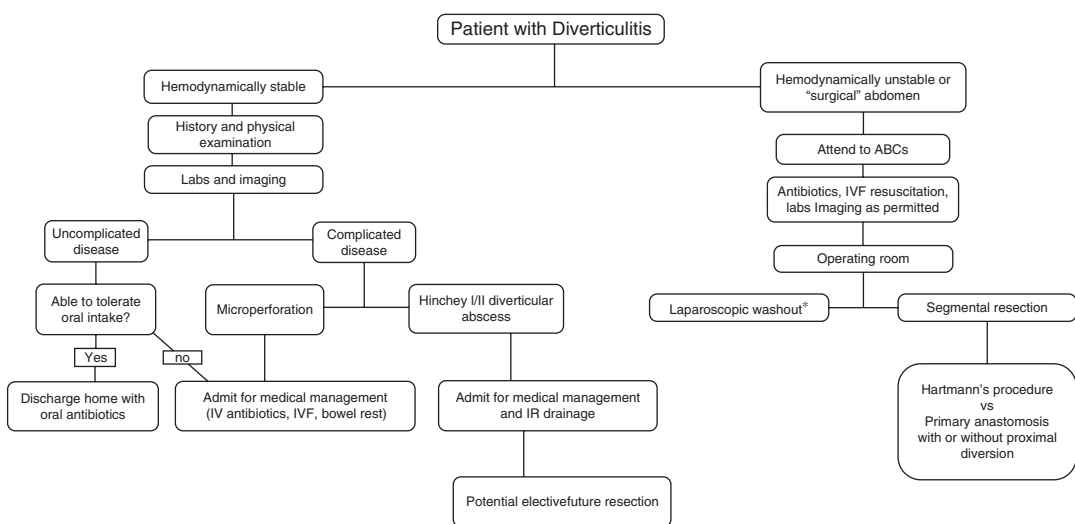 Patient with Diverticulitis
Hemodynamically stable
History and physical
examination
Labs and imaging
Uncomplicated
disease
Complicated
disease
Able to tolerate
oral intake?
Yes
no
Discharge home with
oral antibiotics
Microperforation
Hinchey I/II diverticular
abscess
Admit for medical management
(IV antibiotics, IVF, bowel rest)
Admit for medical management
and IR drainage
Potential electivefuture resection
Hemodynamically unstable or
“surgical” abdomen
Attend to ABCs
Antibiotics, IVF resuscitation,
labs Imaging as permitted
Operating room
Laparoscopic washout*
Segmental resection
Hartmann’s procedure
vs
Primary anastomosis
with or without proximal
diversion